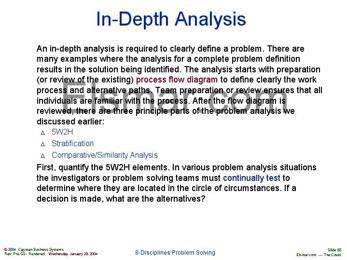 In-Depth Analysis
An in-depth analysis is required to clearly define a problem. There are
many examples where the analysis for a complete problem definition
results in the solution being identified. The analysis starts with preparation
(or review of the existing) process flow diagram to define clearly the work
process and alternative paths. Team preparation or review ensures that all
individuals are familiar with the process. After the flow diagram is
reviewed, there are three principle parts of the problem analysis we
discussed earlier:
5W2H
Stratification
Comparative/Similarity Analysis
First, quantify the 5W2H elements. In various problem analysis situations
the investigators or problem solving teams must continually test to
determine where they are located in the circle of circumstances. If a
decision is made, what are the alternatives?
Elsmar.com
© 2004 Cayman Business Systems
Rendered Wednesday, January 28, 2004
8-Disciplines Problem Solving
Elsmar.com